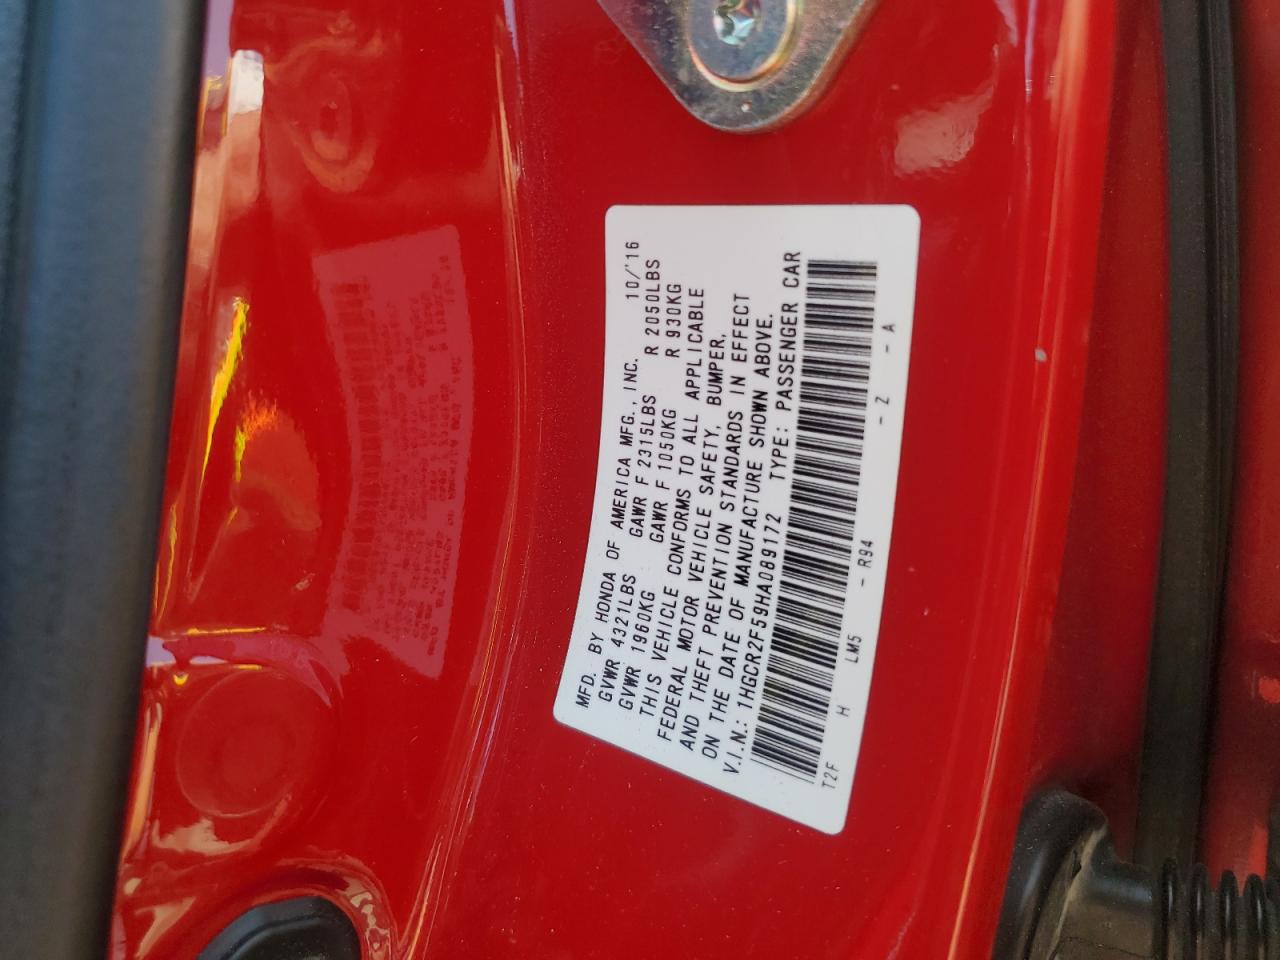 MFD. BY HONDA OF AMERICA MFG., INC. 10/'16
GVWR 4321LBS GAWR F 2315LBS R 2050LBS
GVWR 1960KG GAWR F 1050KG R 930KG
THIS VEHICLE CONFORMS TO ALL APPLICABLE
FEDERAL MOTOR VEHICLE SAFETY, BUMPER,
AND THEFT PREVENTION STANDARDS IN EFFECT
ON THE DATE OF MANUFACTURE SHOWN ABOVE.
V.I.N.: 1HGCR2F59HA089172 TYPE: PASSENGER CAR
T2F H LM5 - R94 - Z - A